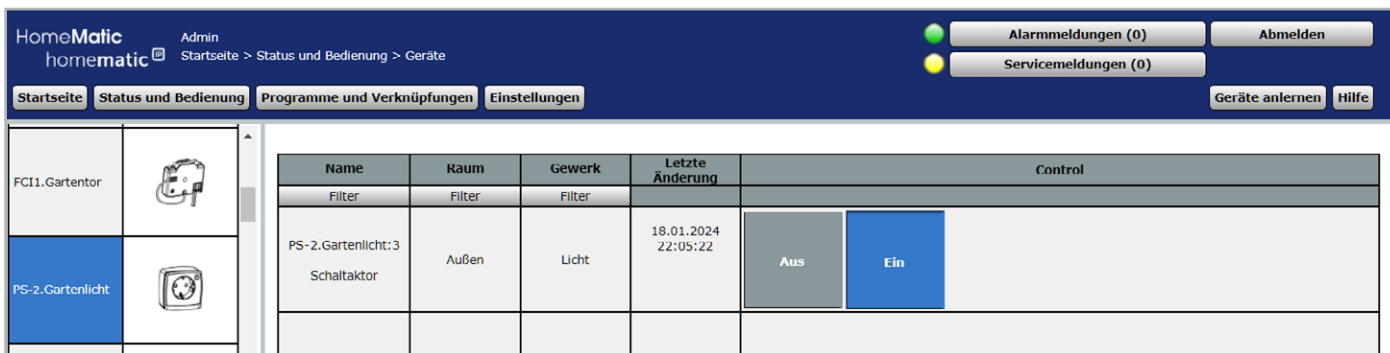 HomeMatic
homematic IP
Admin
Startseite > Status und Bedienung > Geräte
Alarmmeldungen (0)
Abmelden
Servicemeldungen (0)
Startseite
Status und Bedienung
Programme und Verknüpfungen
Einstellungen
Geräte anlernen
Hilfe
FCI1.Gartentor
PS-2.Gartenlicht
Name
Raum
Gewerk
Letzte
Änderung
Control
Filter
Filter
Filter
PS-2.Gartenlicht:3
Schaltaktor
Außen
Licht
18.01.2024
22:05:22
Aus
Ein